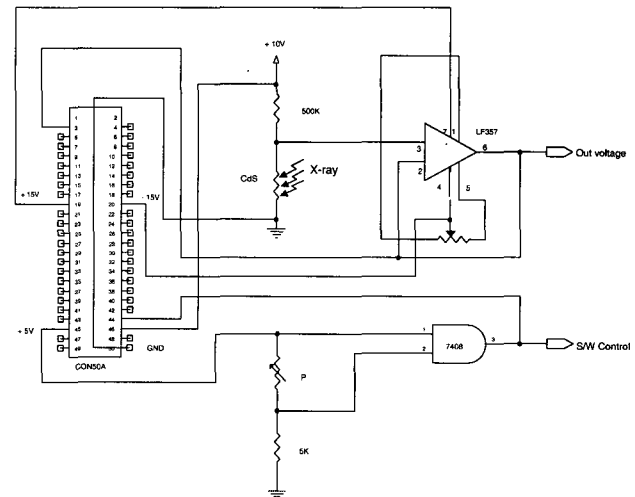 + 10V
500K
CdS
X-ray
LF357
7 1
3
2
6
4 5
Out voltage
1 2
3 4
5 6
7 8
9 10
11 12
13 14
15 16
17 18
+ 15V
15V
19 20
21 22
23 24
25 26
27 28
29 30
31 32
33 34
35 36
37 38
39 40
41 42
43 44
+ 5V
45 46
47 48
49 50
GND
CON50A
1
2
3
7408
S/W Control
P
5K